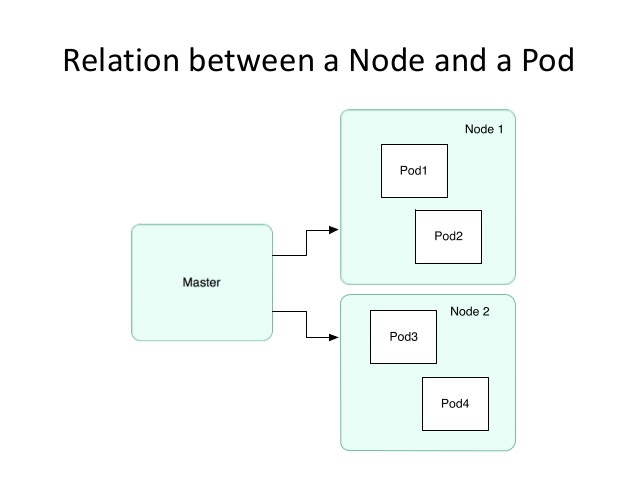 Relation between a Node and a Pod
Node 1
Pod1
Pod2
Master
Node 2
Pod3
Pod4